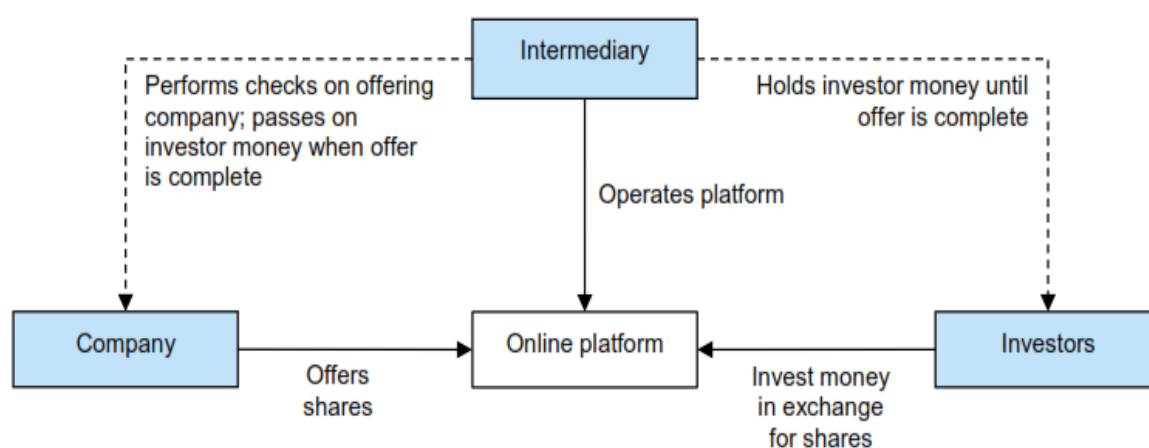 Intermediary
Performs checks on offering
company; passes on
investor money when offer
is complete
Holds investor money until
offer is complete
Operates platform
Company
Online platform
Investors
Offers
shares
Invest money
in exchange
for shares